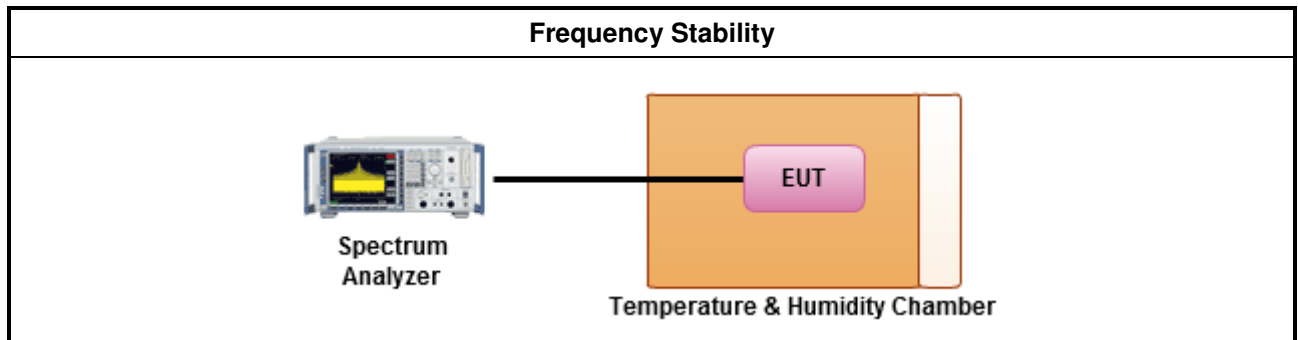 Frequency Stability
EUT
Spectrum
Analyzer
Temperature & Humidity Chamber